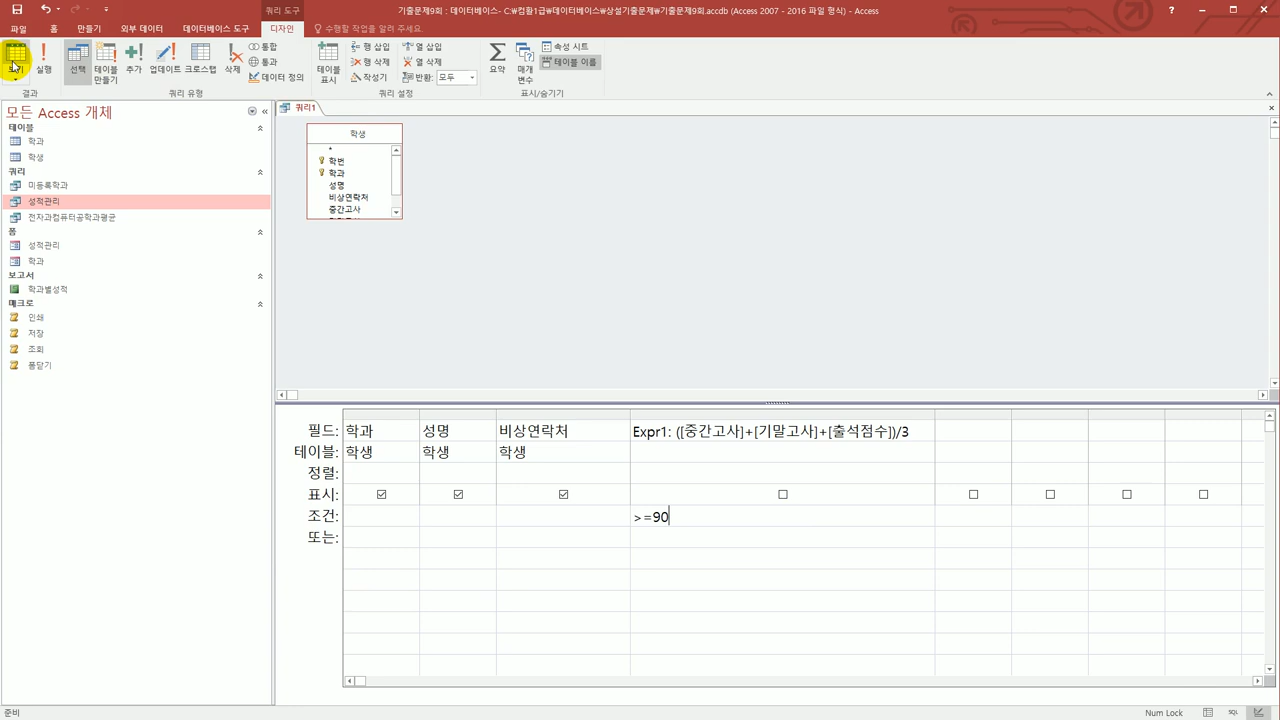 쿼리 도구
기출문제9회 : 데이터베이스- C:₩컴활1급₩데이터베이스₩상설기출문제₩기출문제9회.accdb (Access 2007 - 2016 파일 형식) - Access
파일 홈 만들기 외부 데이터 데이터베이스 도구 디자인 수행할 작업을 알려 주세요.
보기 실행 선택 테이블 만들기 추가 업데이트 크로스탭 삭제 통합 통과 데이터 정의
테이블 표시 행 삽입 행 삭제 작성기 열 삽입 열 삭제 반환: 모두
요약 매개 변수 속성 시트 테이블 이름
결과 쿼리 유형 쿼리 설정 표시/숨기기
모든 Access 개체
테이블
학과
학생
쿼리
미등록학과
성적관리
전자과컴퓨터공학과평균
폼
성적관리
학과
보고서
학과별성적
매크로
인쇄
저장
조회
폼닫기
쿼리1
학생
*
학번
학과
성명
비상연락처
중간고사
필드: 학과 성명 비상연락처 Expr1: ([중간고사]+[기말고사]+[출석점수])/3
테이블: 학생 학생 학생
정렬:
표시:
조건: >=90
또는:
준비
Num Lock
SQL